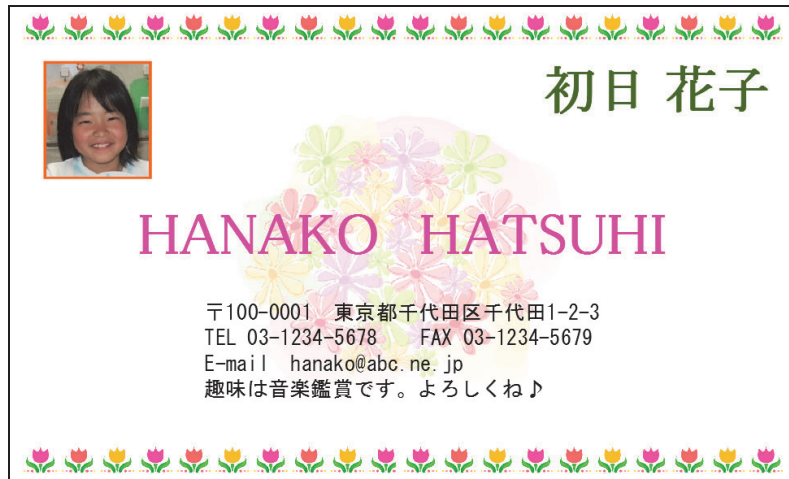 初日 花子
HANAKO HATSUHI
〒100-0001 東京都千代田区千代田1-2-3
TEL 03-1234-5678 FAX 03-1234-5679
E-mail hanako@abc.ne.jp
趣味は音楽鑑賞です。よろしくね♪